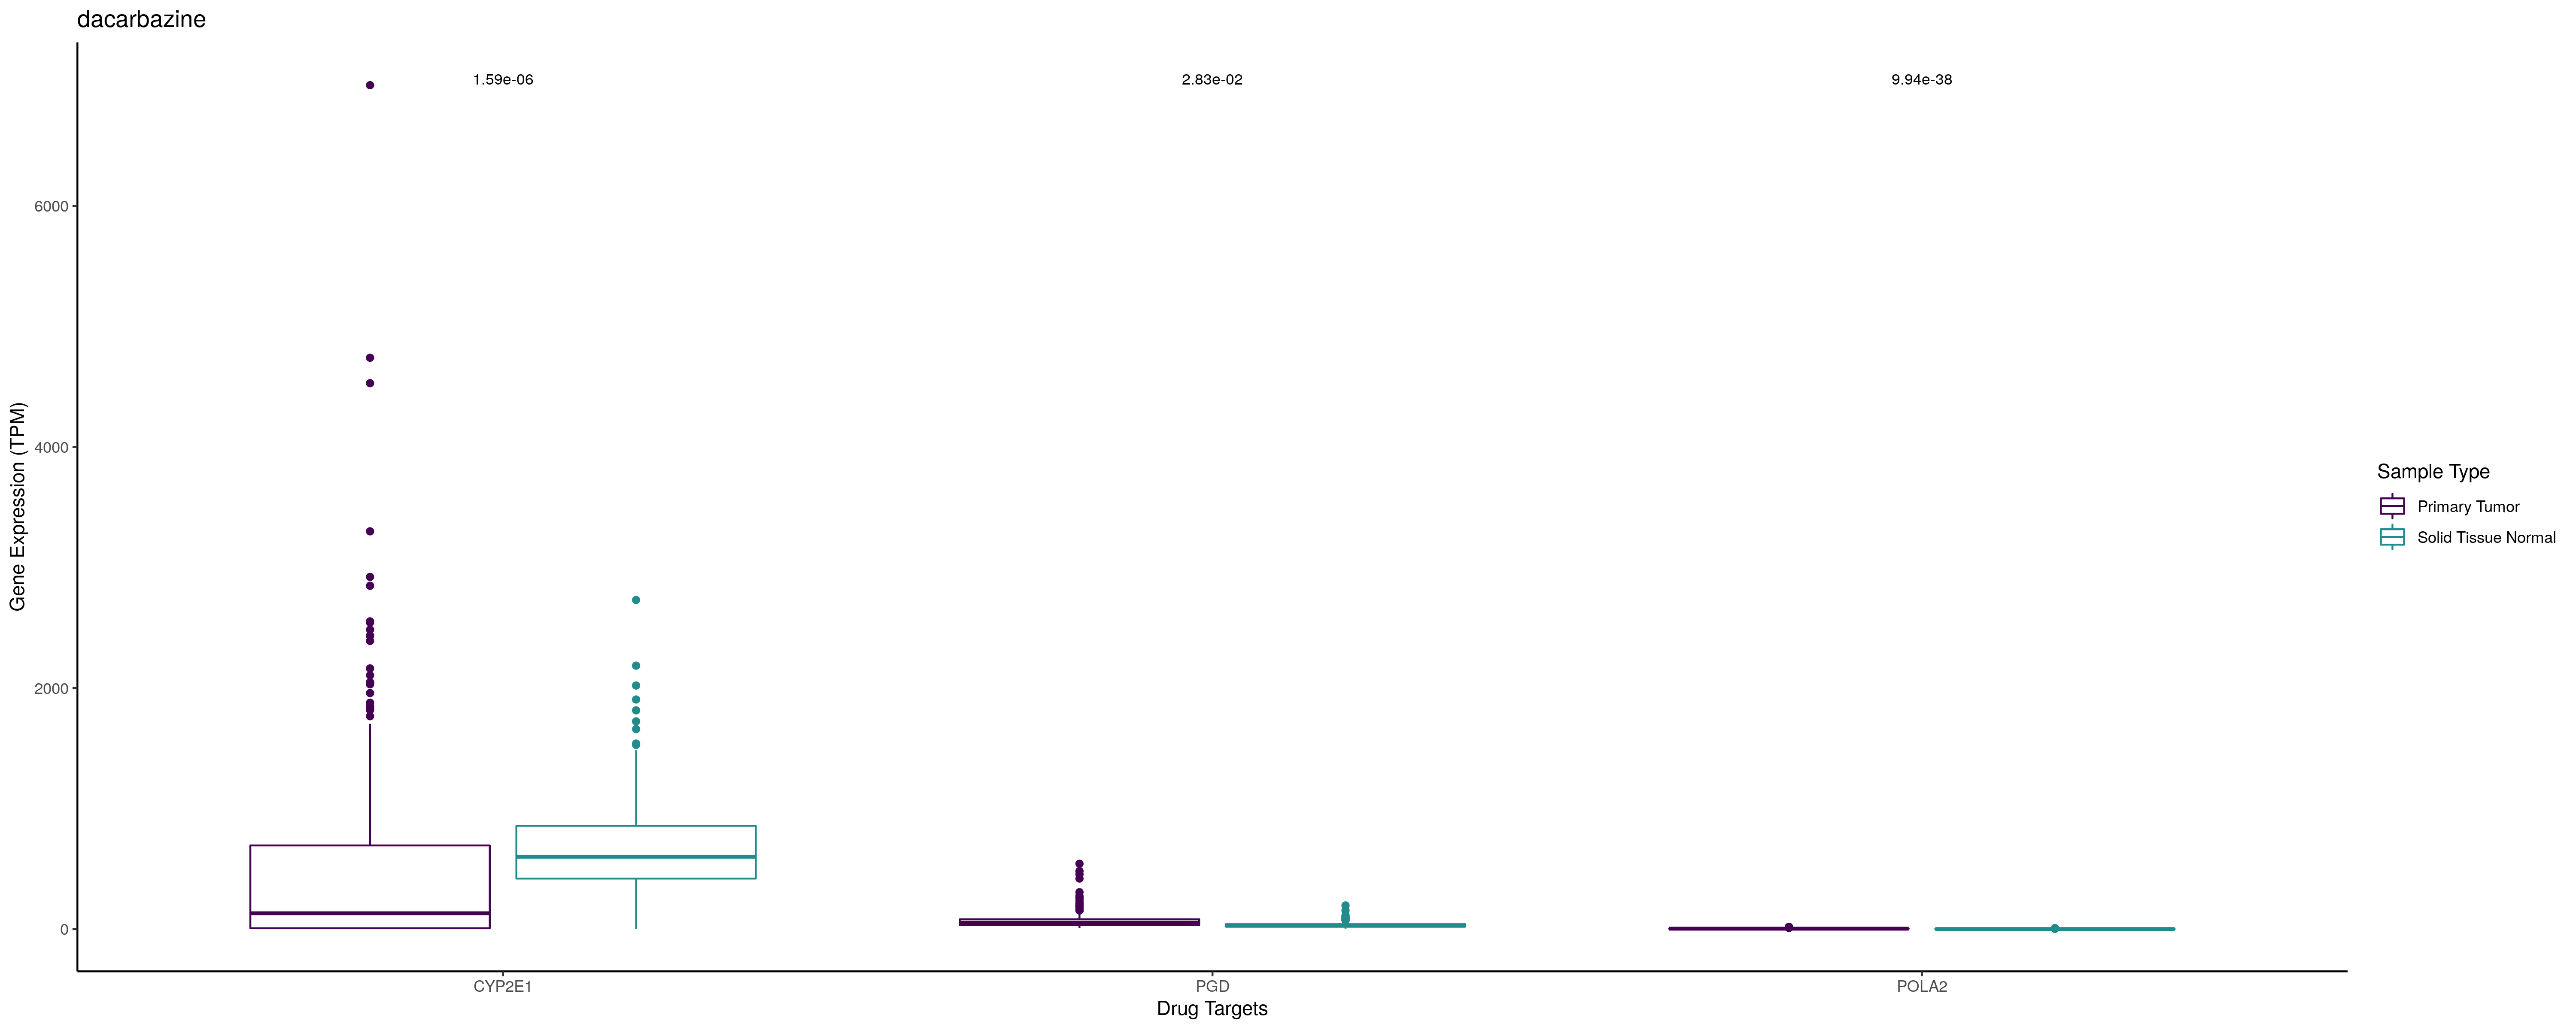 dacarbazine
1.59e-06
2.83e-02
9.94e-38
6000
4000
2000
0
Gene Expression (TPM)
CYP2E1
PGD
POLA2
Drug Targets
Sample Type
Primary Tumor
Solid Tissue Normal